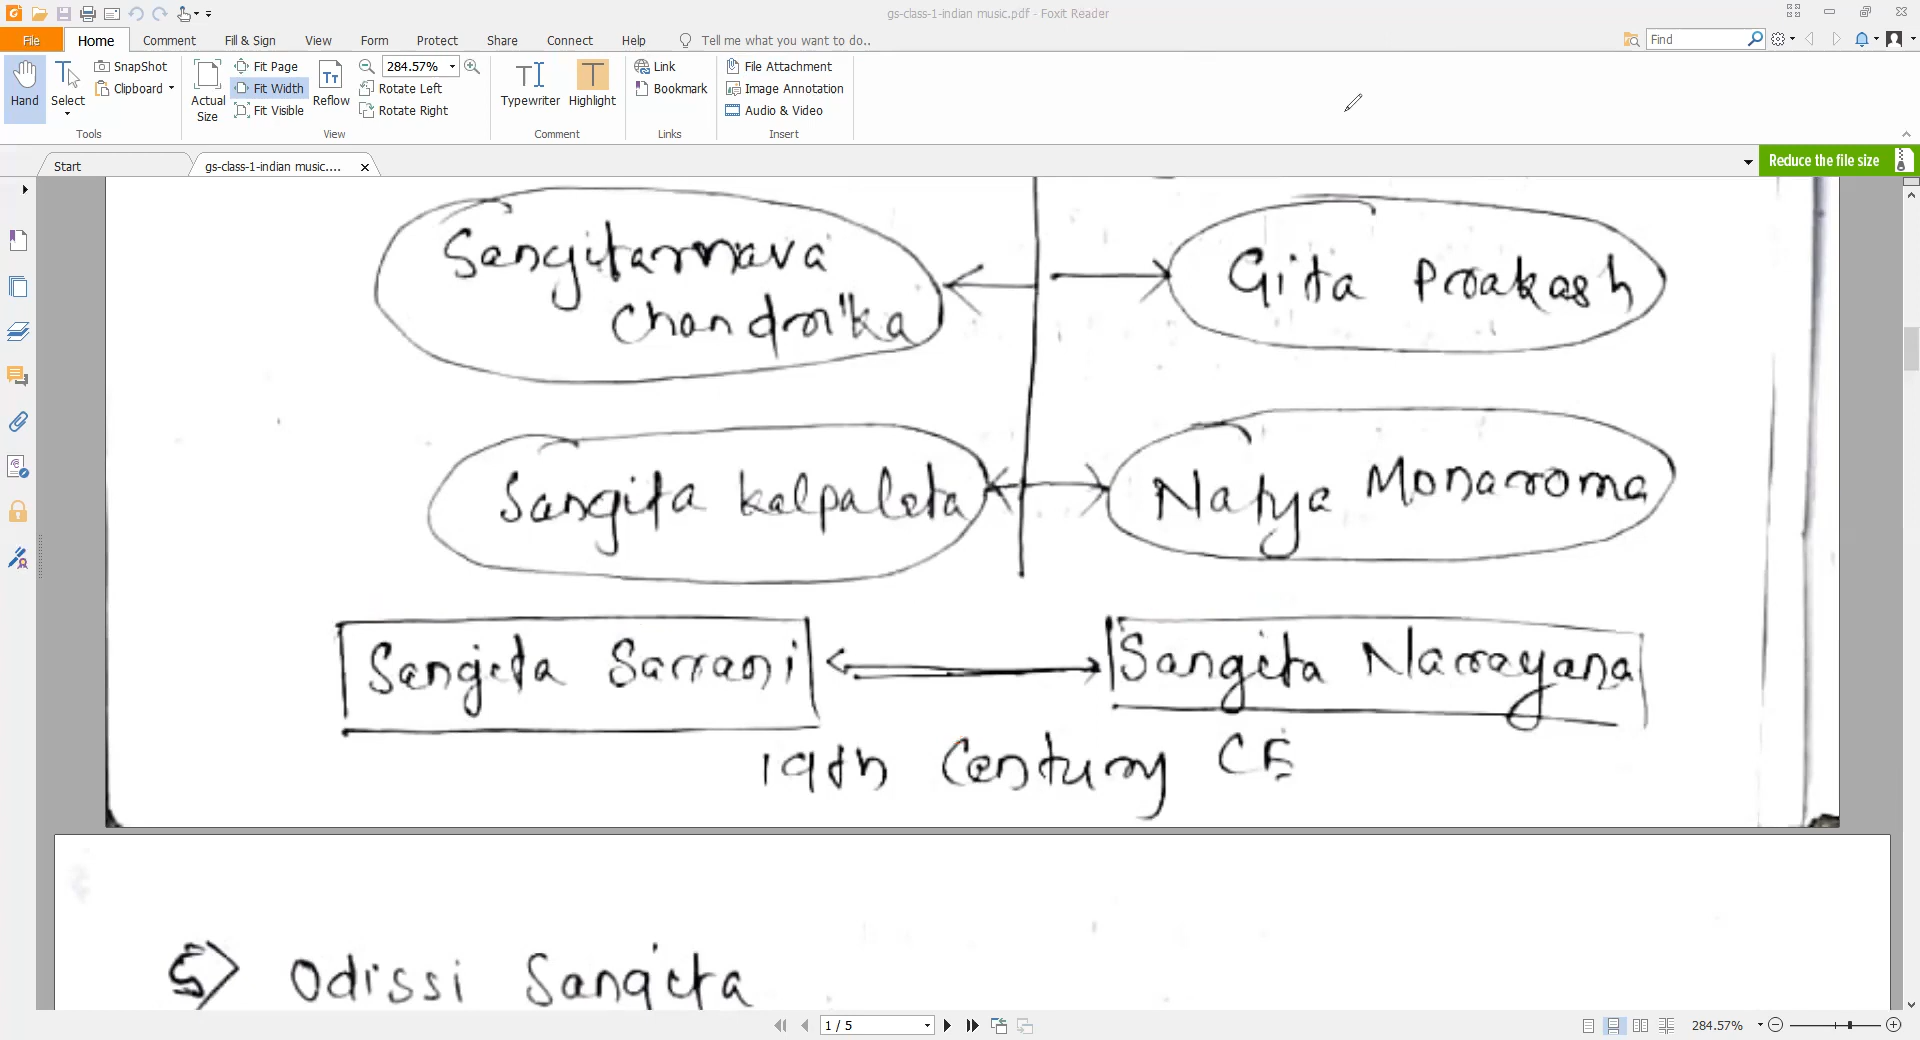 gs-class-1-indian music.pdf - Foxit Reader
File Home Comment Fill & Sign View Form Protect Share Connect Help Tell me what you want to do.. Find
Hand
Select
SnapShot
Clipboard
Tools
Actual Size
Fit Page
Fit Width
Fit Visible
Reflow
284.57%
Rotate Left
Rotate Right
View
Typewriter
Highlight
Comment
Link
Bookmark
Links
File Attachment
Image Annotation
Audio & Video
Insert
Start
gs-class-1-indian music....
Reduce the file size
Sangitarnava
Chandrika
Gita Prakash
Sangita Kalpalata
Natya Monaroma
Sangita Sarani
Sangita Narayana
19th Century CE
5) Odissi Sangita
1 / 5
284.57%